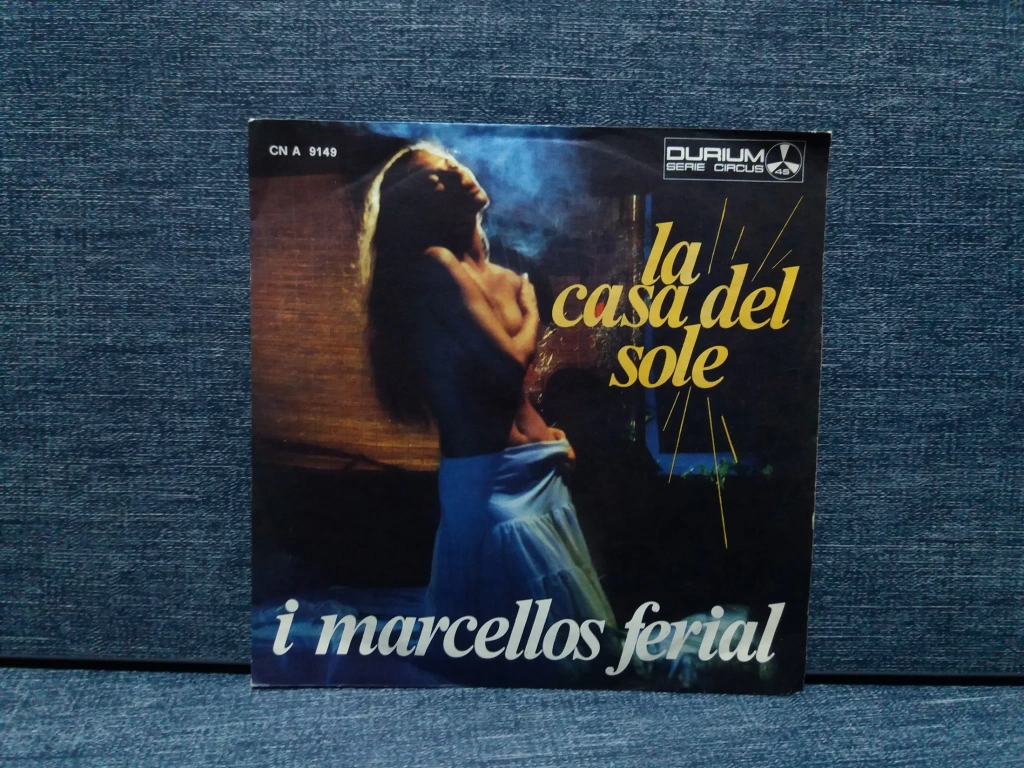 CN A 9149
DURIUM
SERIE CIRCUS 45
la
casa del
sole
i marcellos ferial